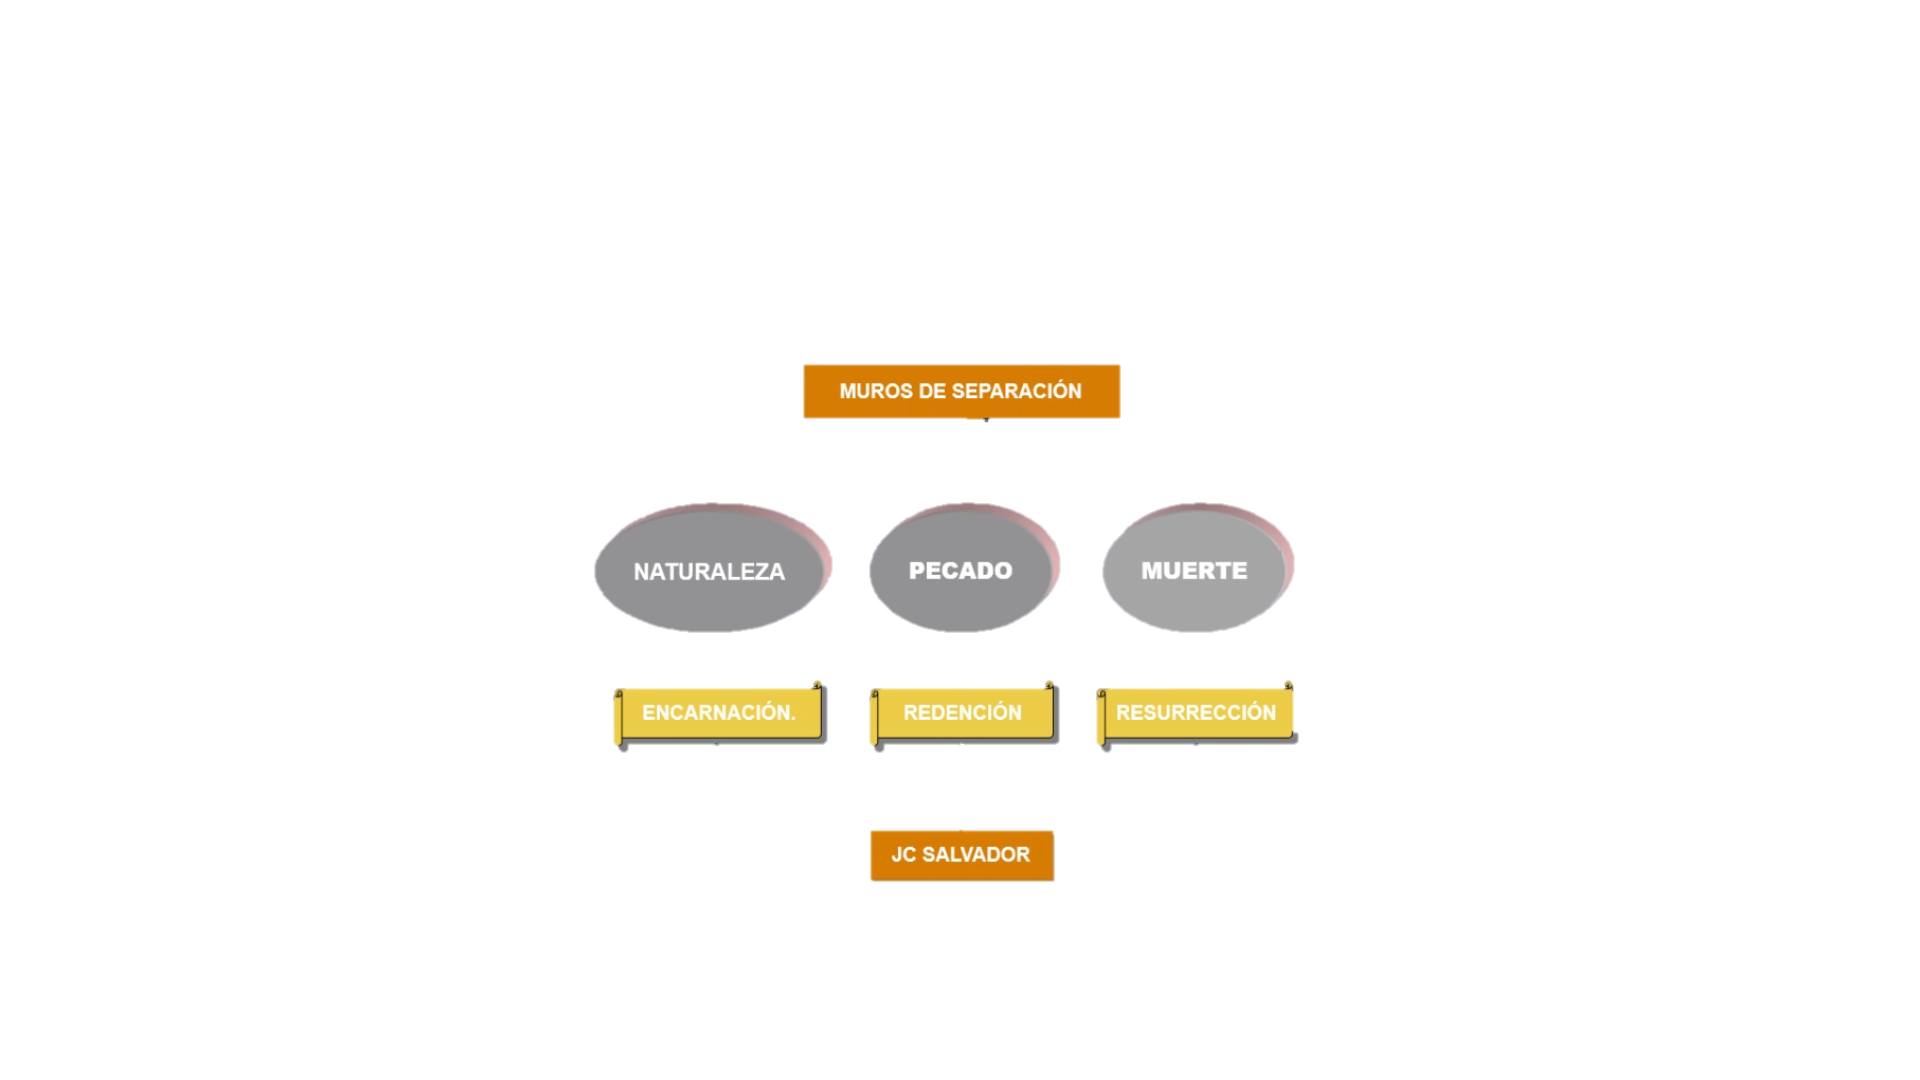 MUROS DE SEPARACIÓN
NATURALEZA
PECADO
MUERTE
ENCARNACIÓN.
REDENCIÓN
RESURRECCIÓN
JC SALVADOR